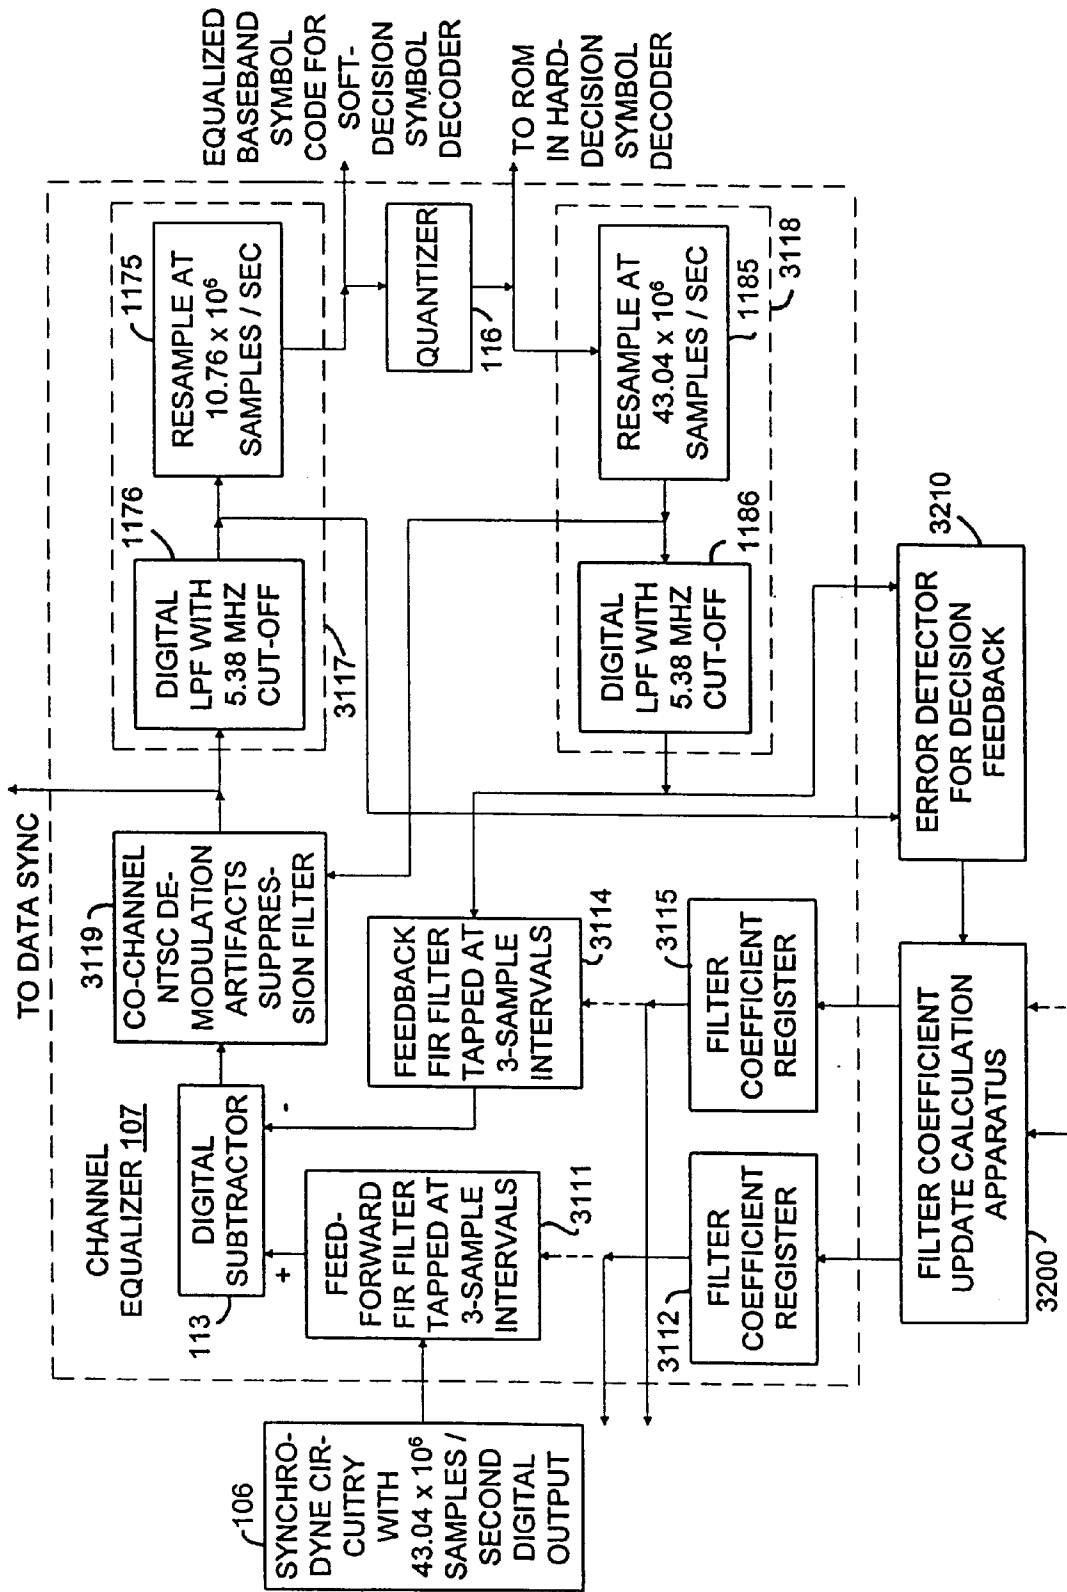 TO DATA SYNC
CHANNEL
EQUALIZER 107
106
SYNCHRO-
DYNE CIR-
CUITRY
WITH
43.04 x 10⁶
SAMPLES /
SECOND
DIGITAL
OUTPUT
113
DIGITAL
SUBTRACTOR
+
-
FEED-
FORWARD
FIR FILTER
TAPPED AT
3-SAMPLE
INTERVALS
3111
3119
CO-CHANNEL
NTSC DE-
MODULATION
ARTIFACTS
SUPPRES-
SION FILTER
FEEDBACK
FIR FILTER
TAPPED AT
3-SAMPLE
INTERVALS
3114
1176
DIGITAL
LPF WITH
5.38 MHZ
CUT-OFF
3117
1175
RESAMPLE AT
10.76 x 10⁶
SAMPLES / SEC
EQUALIZED
BASEBAND
SYMBOL
CODE FOR
SOFT-
DECISION
SYMBOL
DECODER
QUANTIZER
116
TO ROM
IN HARD-
DECISION
SYMBOL
DECODER
RESAMPLE AT
43.04 x 10⁶
SAMPLES / SEC
1185
3118
DIGITAL
LPF WITH
5.38 MHZ
CUT-OFF
1186
3112
FILTER
COEFFICIENT
REGISTER
3115
FILTER
COEFFICIENT
REGISTER
3200
FILTER COEFFICIENT
UPDATE CALCULATION
APPARATUS
3210
ERROR DETECTOR
FOR DECISION
FEEDBACK